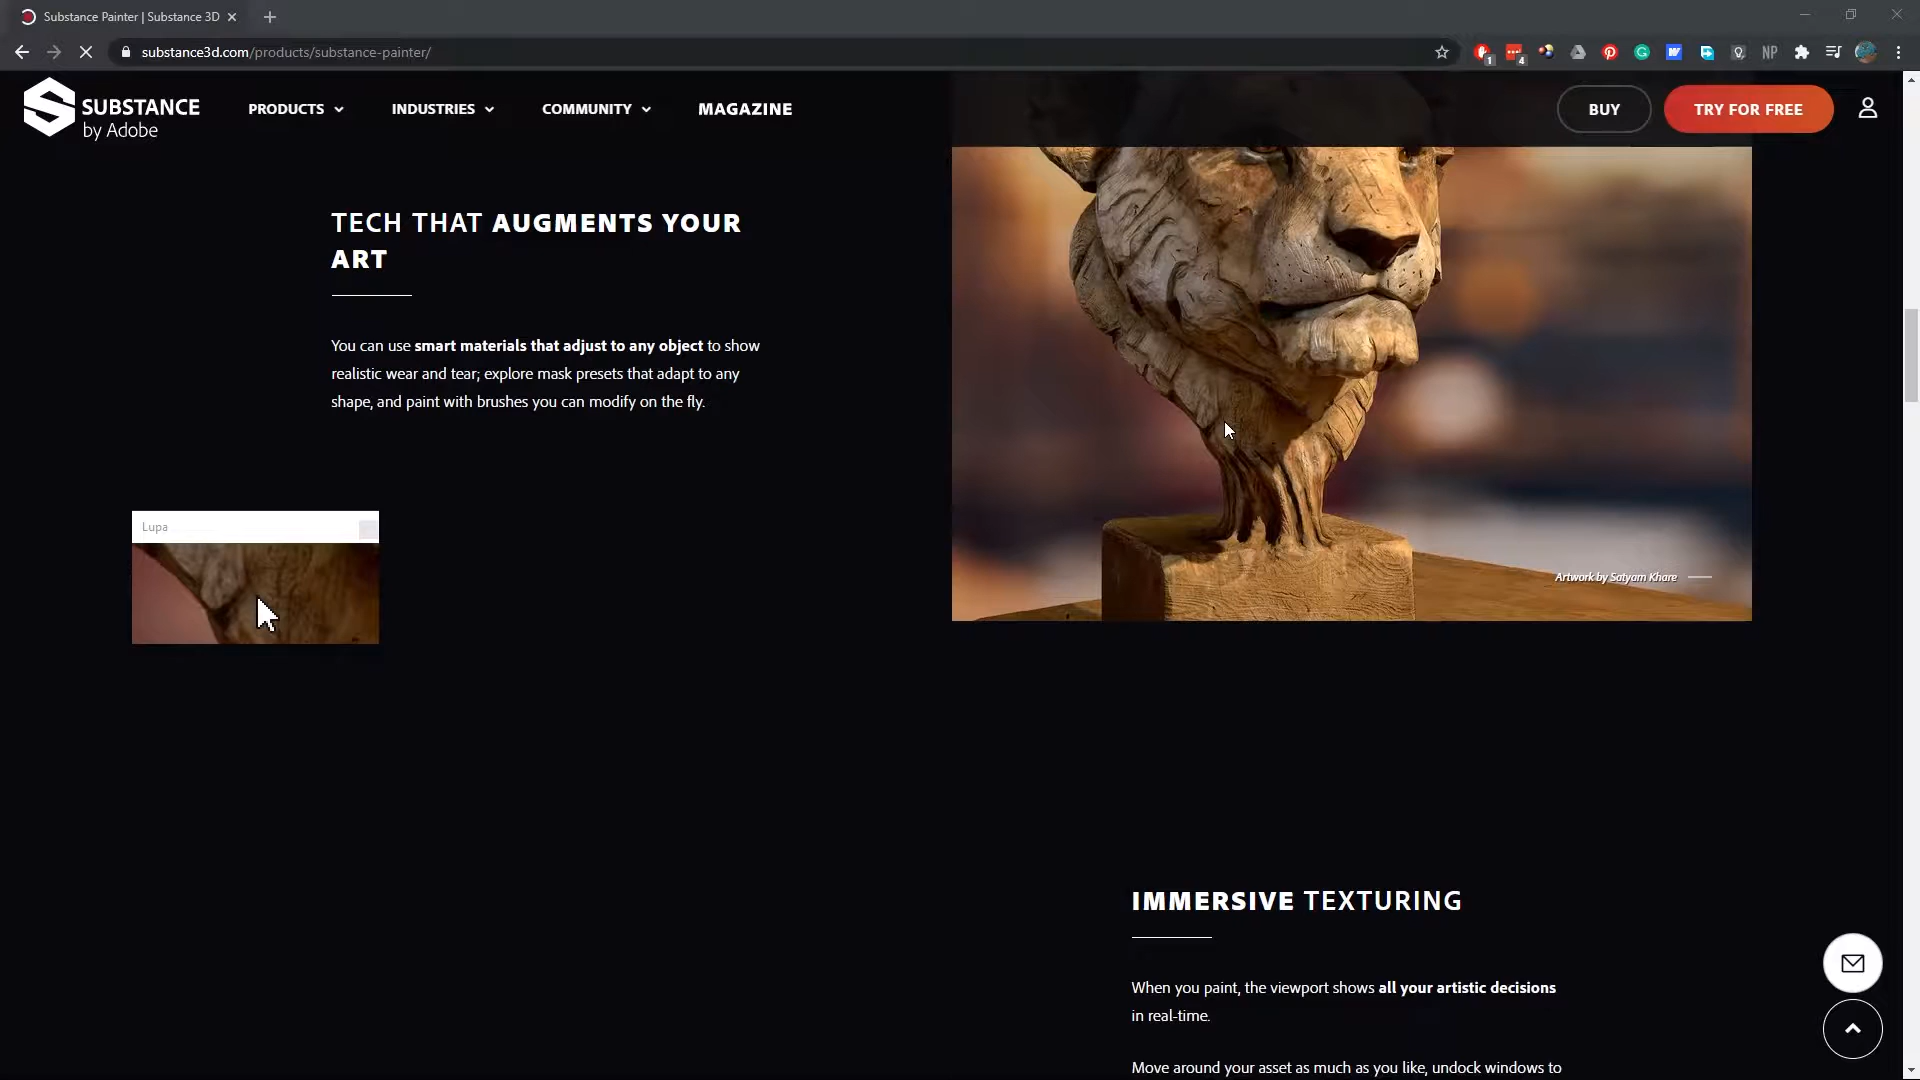 Substance Painter | Substance 3D
substance3d.com/products/substance-painter/
1
4
NP
SUBSTANCE
by Adobe
PRODUCTS
INDUSTRIES
COMMUNITY
MAGAZINE
BUY
TRY FOR FREE
TECH THAT AUGMENTS YOUR
ART
You can use smart materials that adjust to any object to show
realistic wear and tear; explore mask presets that adapt to any
shape, and paint with brushes you can modify on the fly.
Lupa
Artwork by Satyam Khare
IMMERSIVE TEXTURING
When you paint, the viewport shows all your artistic decisions
in real-time.
Move around your asset as much as you like, undock windows to